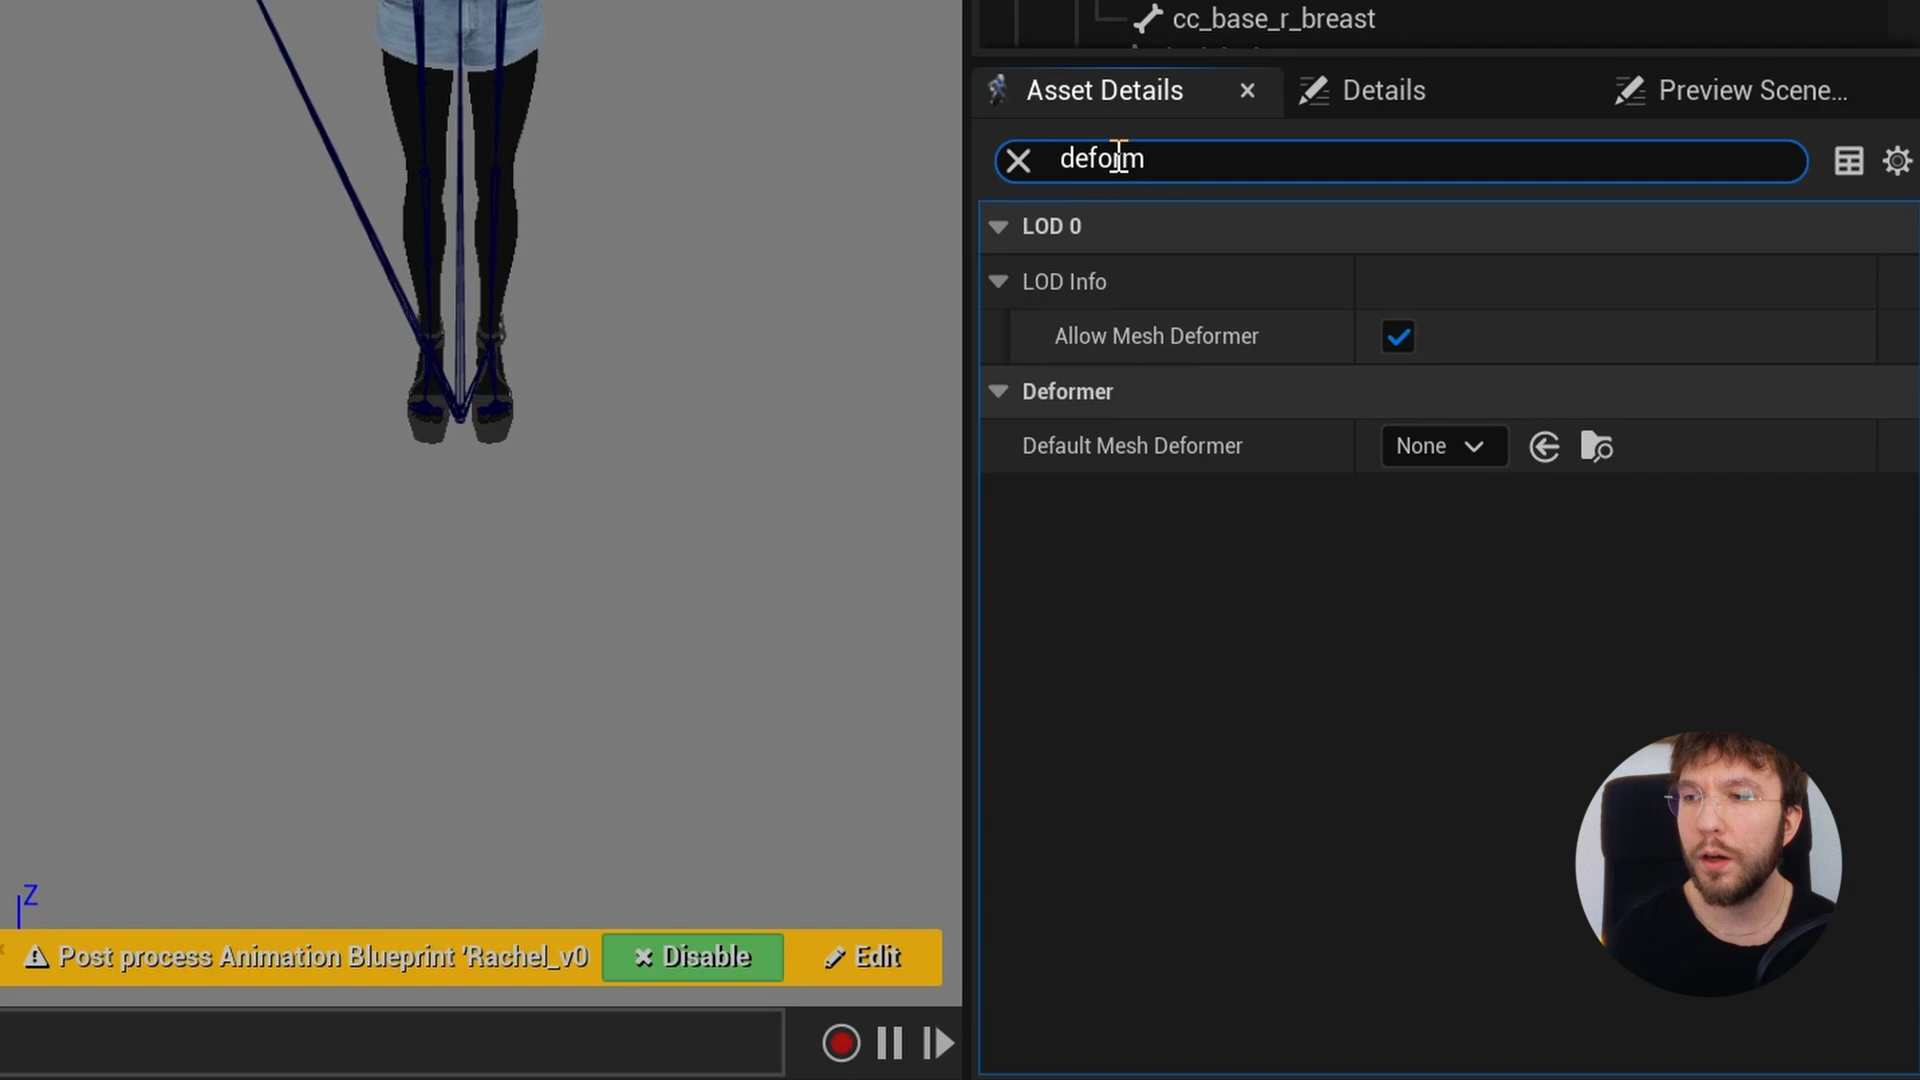 cc_base_r_breast
Asset Details
Details
Preview Scene...
deform
LOD 0
LOD Info
Allow Mesh Deformer
Deformer
Default Mesh Deformer
None
Z
Post process Animation Blueprint 'Rachel_v0
Disable
Edit